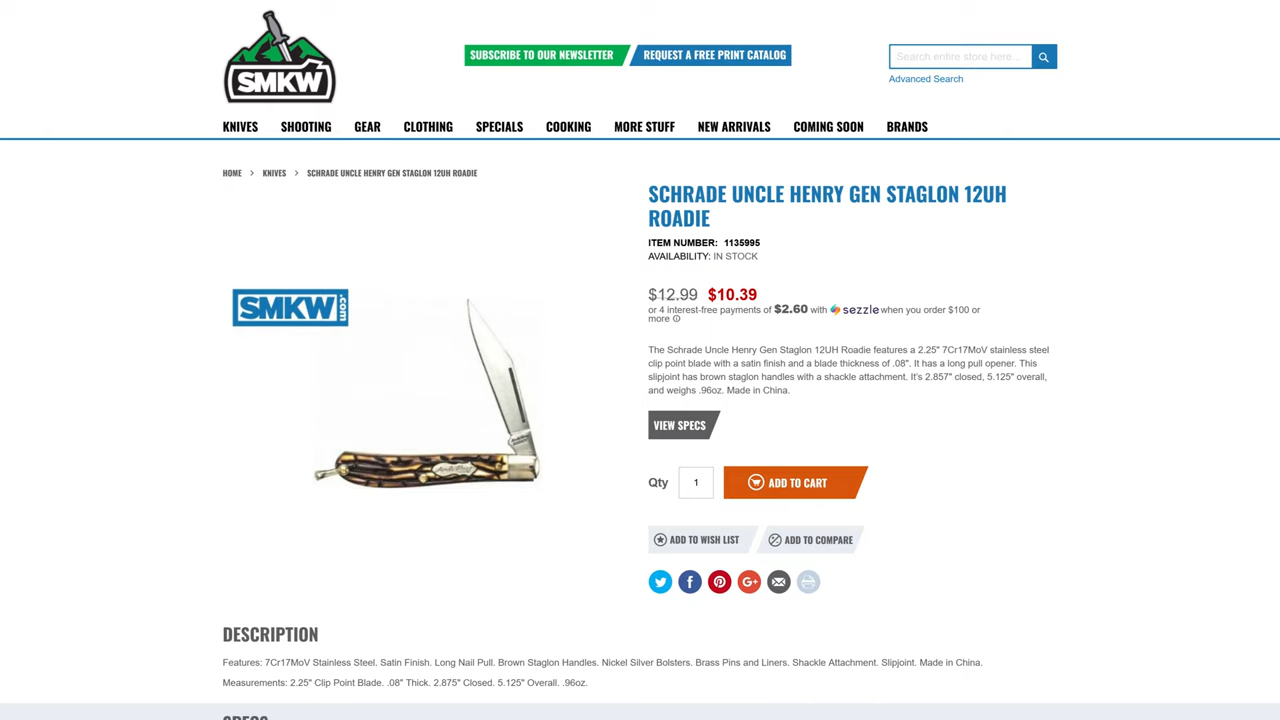 SMKW
SUBSCRIBE TO OUR NEWSLETTER
REQUEST A FREE PRINT CATALOG
Search entire store here...
Advanced Search
KNIVES SHOOTING GEAR CLOTHING SPECIALS COOKING MORE STUFF NEW ARRIVALS COMING SOON BRANDS
HOME > KNIVES > SCHRADE UNCLE HENRY GEN STAGLON 12UH ROADIE
SMKW.com
SCHRADE UNCLE HENRY GEN STAGLON 12UH
ROADIE
ITEM NUMBER: 1135995
AVAILABILITY: IN STOCK
$12.99 $10.39
or 4 interest-free payments of $2.60 with sezzle when you order $100 or
more
The Schrade Uncle Henry Gen Staglon 12UH Roadie features a 2.25" 7Cr17MoV stainless steel
clip point blade with a satin finish and a blade thickness of .08". It has a long pull opener. This
slipjoint has brown staglon handles with a shackle attachment. It's 2.857" closed, 5.125" overall,
and weighs .96oz. Made in China.
VIEW SPECS
Qty 1 ADD TO CART
ADD TO WISH LIST ADD TO COMPARE
DESCRIPTION
Features: 7Cr17MoV Stainless Steel. Satin Finish. Long Nail Pull. Brown Staglon Handles. Nickel Silver Bolsters. Brass Pins and Liners. Shackle Attachment. Slipjoint. Made in China.
Measurements: 2.25" Clip Point Blade. .08" Thick. 2.875" Closed. 5.125" Overall. .96oz.
SPECS